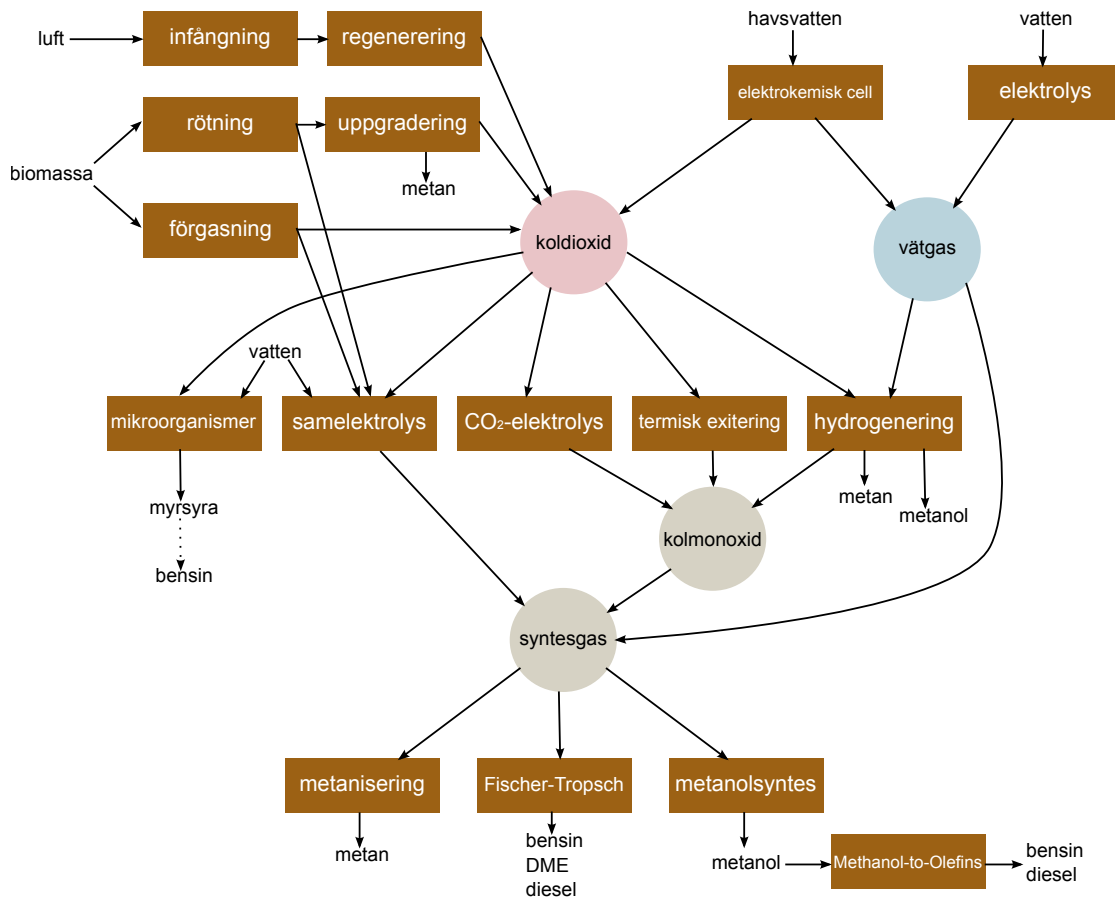 havsvatten
vatten
luft
infångning
regenerering
elektrokemisk cell
elektrolys
rötning
uppgradering
biomassa
metan
förgasning
koldioxid
vätgas
vatten
mikroorganismer
samelektrolys
CO₂-elektrolys
termisk exitering
hydrogenering
metan
myrsyra
metanol
kolmonoxid
bensin
syntesgas
metanisering
Fischer-Tropsch
metanolsyntes
metan
bensin
DME
diesel
metanol
Methanol-to-Olefins
bensin
diesel